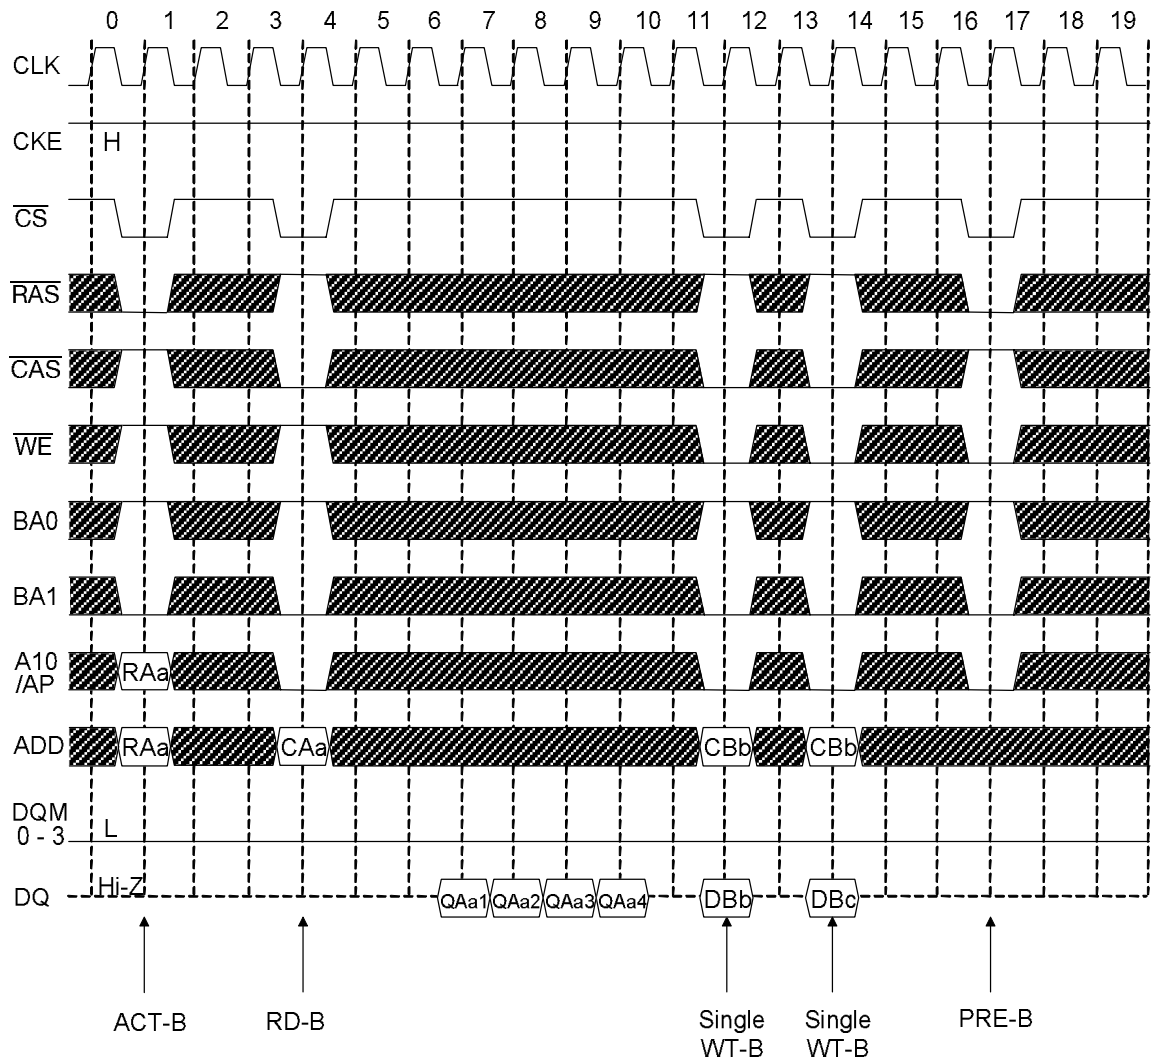 0 1 2 3 4 5 6 7 8 9 10 11 12 13 14 15 16 17 18 19
CLK
CKE H
CS
RAS
CAS
WE
BA0
BA1
A10
/AP
RAa
ADD RAa CAa CBb CBb
DQM
0 - 3
L
DQ Hi-Z QAa1 QAa2 QAa3 QAa4 DBb DBc
ACT-B RD-B Single Single PRE-B
WT-B WT-B